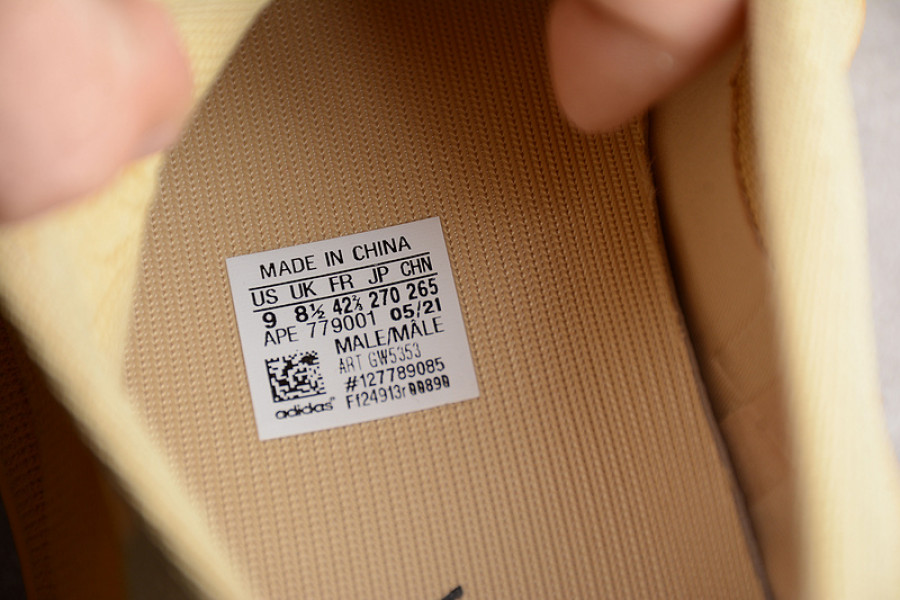 MADE IN CHINA
US UK FR JP CHN
9 8½ 42⅔ 270 265
APE 779001 05/21
MALE/MÂLE
ART GW5353
#127789085
adidas